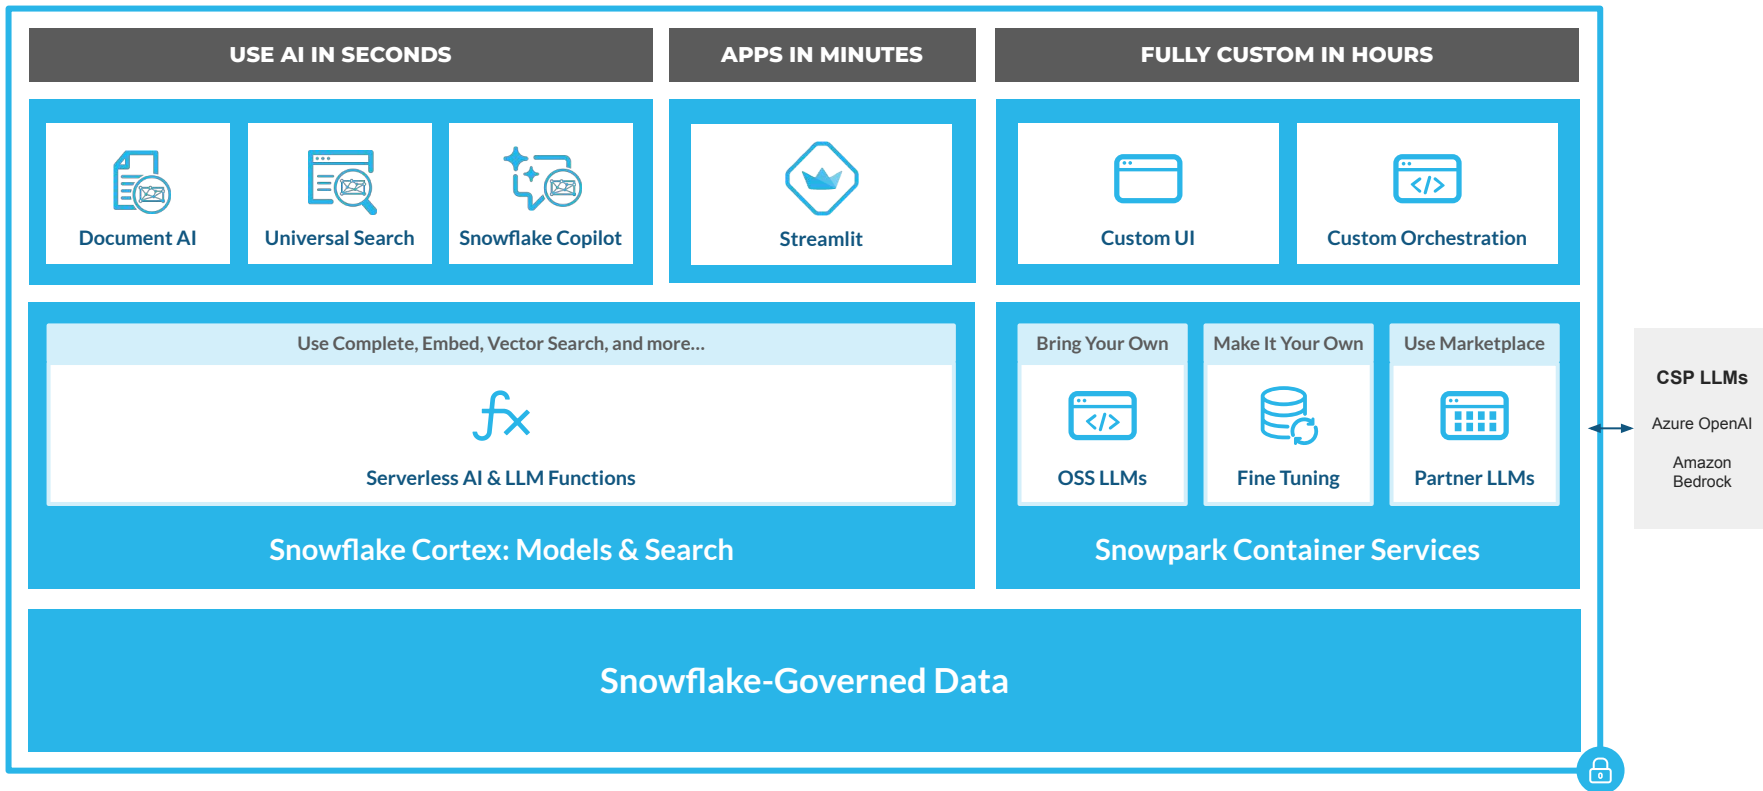 USE AI IN SECONDS
APPS IN MINUTES
FULLY CUSTOM IN HOURS
Document AI
Universal Search
Snowflake Copilot
Streamlit
Custom UI
Custom Orchestration
Use Complete, Embed, Vector Search, and more...
Serverless AI & LLM Functions
Snowflake Cortex: Models & Search
Bring Your Own
Make It Your Own
Use Marketplace
OSS LLMs
Fine Tuning
Partner LLMs
Snowpark Container Services
CSP LLMs
Azure OpenAI
Amazon
Bedrock
Snowflake-Governed Data